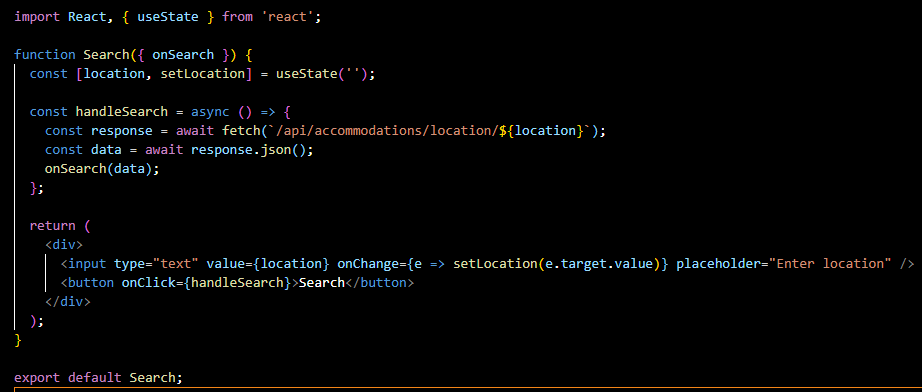 import React, { useState } from 'react';
function Search({ onSearch }) {
  const [location, setLocation] = useState('');
  const handleSearch = async () => {
    const response = await fetch(`/api/accommodations/location/${location}`);
    const data = await response.json();
    onSearch(data);
  };
  return (
    <div>
      <input type="text" value={location} onChange={e => setLocation(e.target.value)} placeholder="Enter location" />
      <button onClick={handleSearch}>Search</button>
    </div>
  );
}
export default Search;